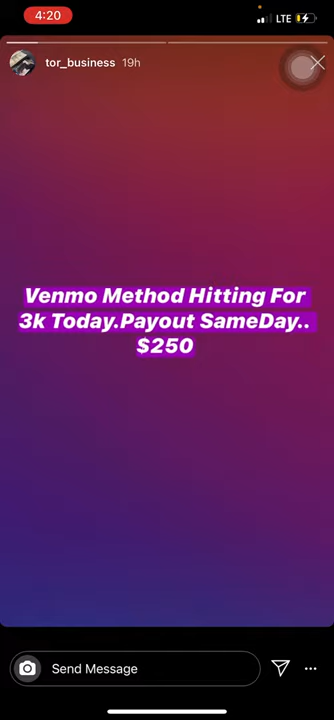 4:20
LTE
tor_business 19h
Venmo Method Hitting For
3k Today.Payout SameDay..
$250
Send Message